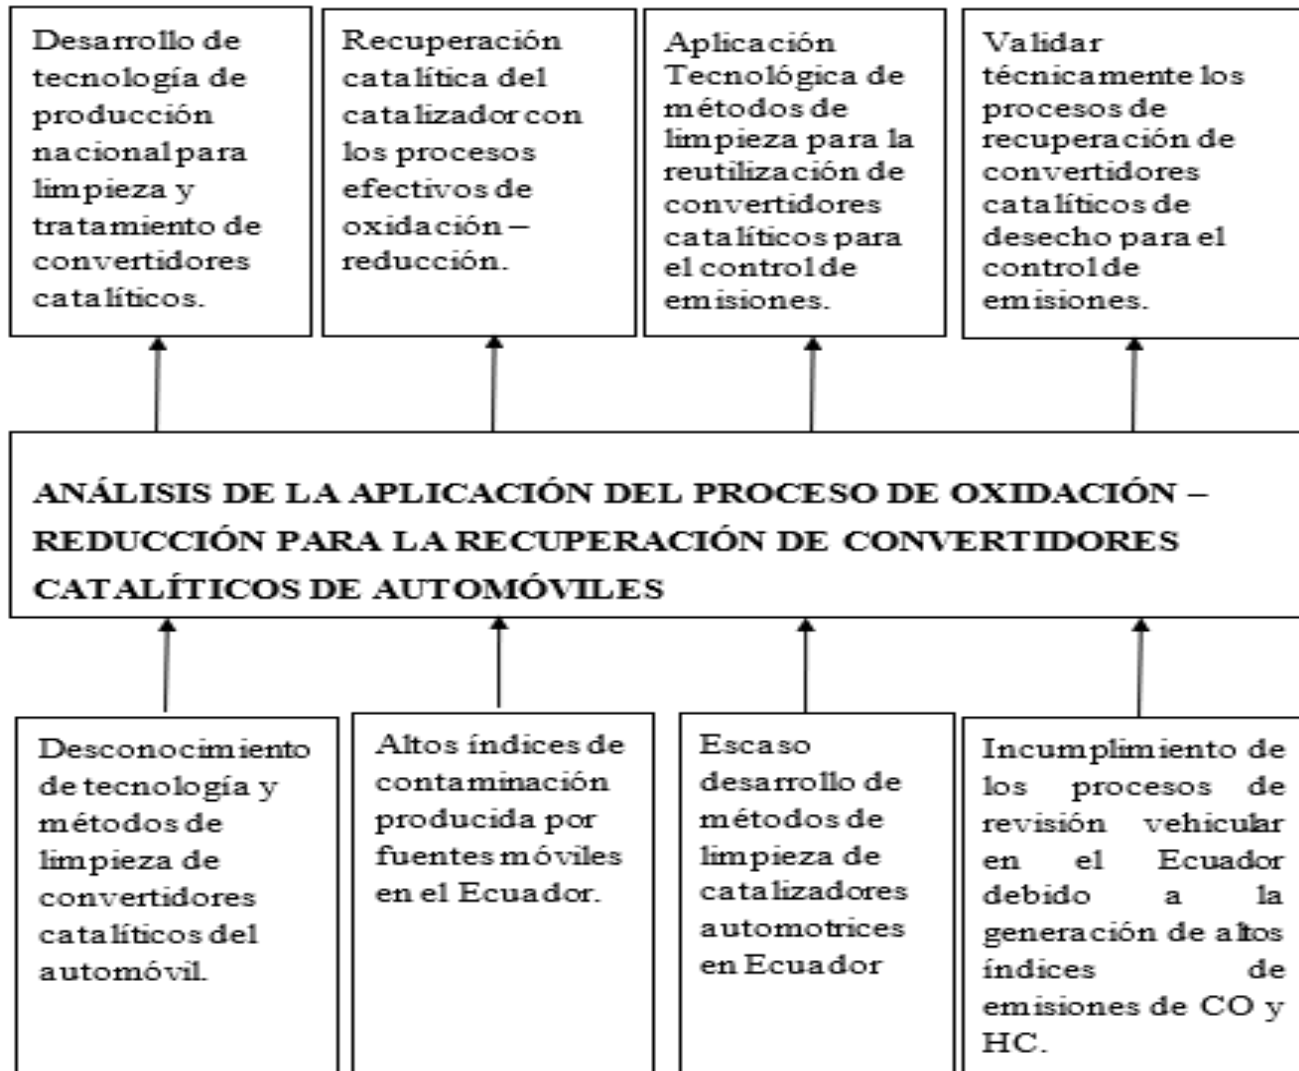 Desarrollo de
tecnología de
producción
nacional para
limpieza y
tratamiento de
convertidores
catalíticos.
Recuperación
catalítica del
catalizador con
los procesos
efectivos de
oxidación –
reducción.
Aplicación
Tecnológica de
métodos de
limpieza para la
reutilización de
convertidores
catalíticos para
el control de
emisiones.
Validar
técnicamente los
procesos de
recuperación de
convertidores
catalíticos de
desecho para el
control de
emisiones.
ANÁLISIS DE LA APLICACIÓN DEL PROCESO DE OXIDACIÓN –
REDUCCIÓN PARA LA RECUPERACIÓN DE CONVERTIDORES
CATALÍTICOS DE AUTOMÓVILES
Desconocimiento
de tecnología y
métodos de
limpieza de
convertidores
catalíticos del
automóvil.
Altos índices de
contaminación
producida por
fuentes móviles
en el Ecuador.
Escaso
desarrollo de
métodos de
limpieza de
catalizadores
automotrices
en Ecuador
Incumplimiento de
los procesos de
revisión vehicular
en el Ecuador
debido a la
generación de altos
índices de
emisiones de CO y
HC.